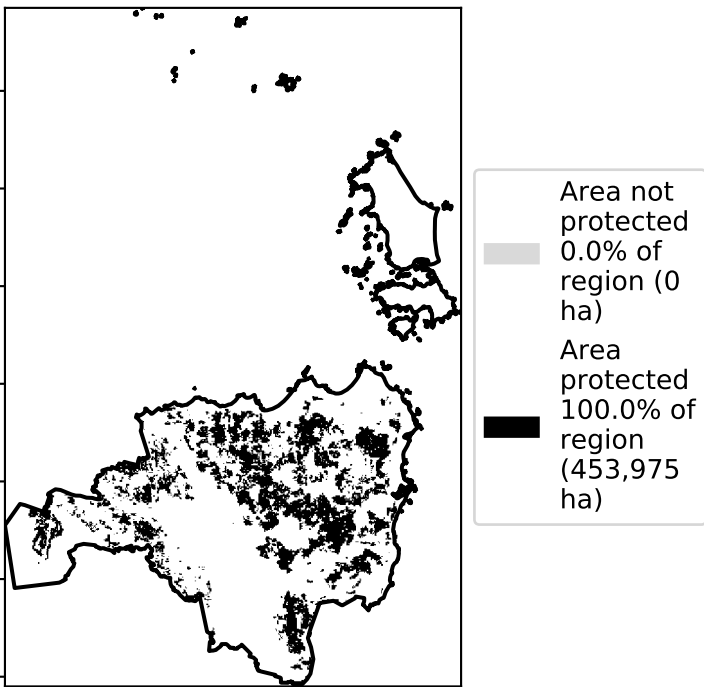 Area not
protected
0.0% of
region (0
ha)
Area
protected
100.0% of
region
(453,975
ha)